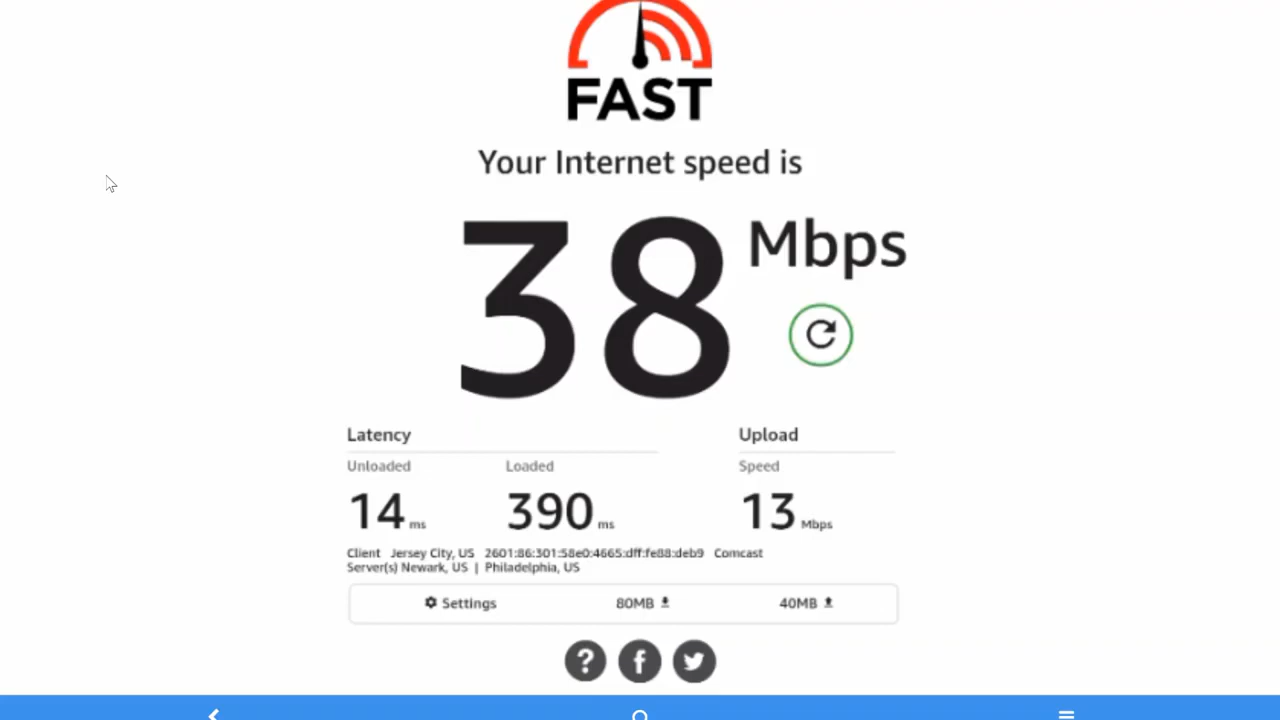 FAST
Your Internet speed is
38 Mbps
Latency Upload
Unloaded Loaded Speed
14 ms 390 ms 13 Mbps
Client Jersey City, US 2601:86:301:58e0:4665:dff:fe88:deb9 Comcast
Server(s) Newark, US | Philadelphia, US
Settings 80MB 40MB
?